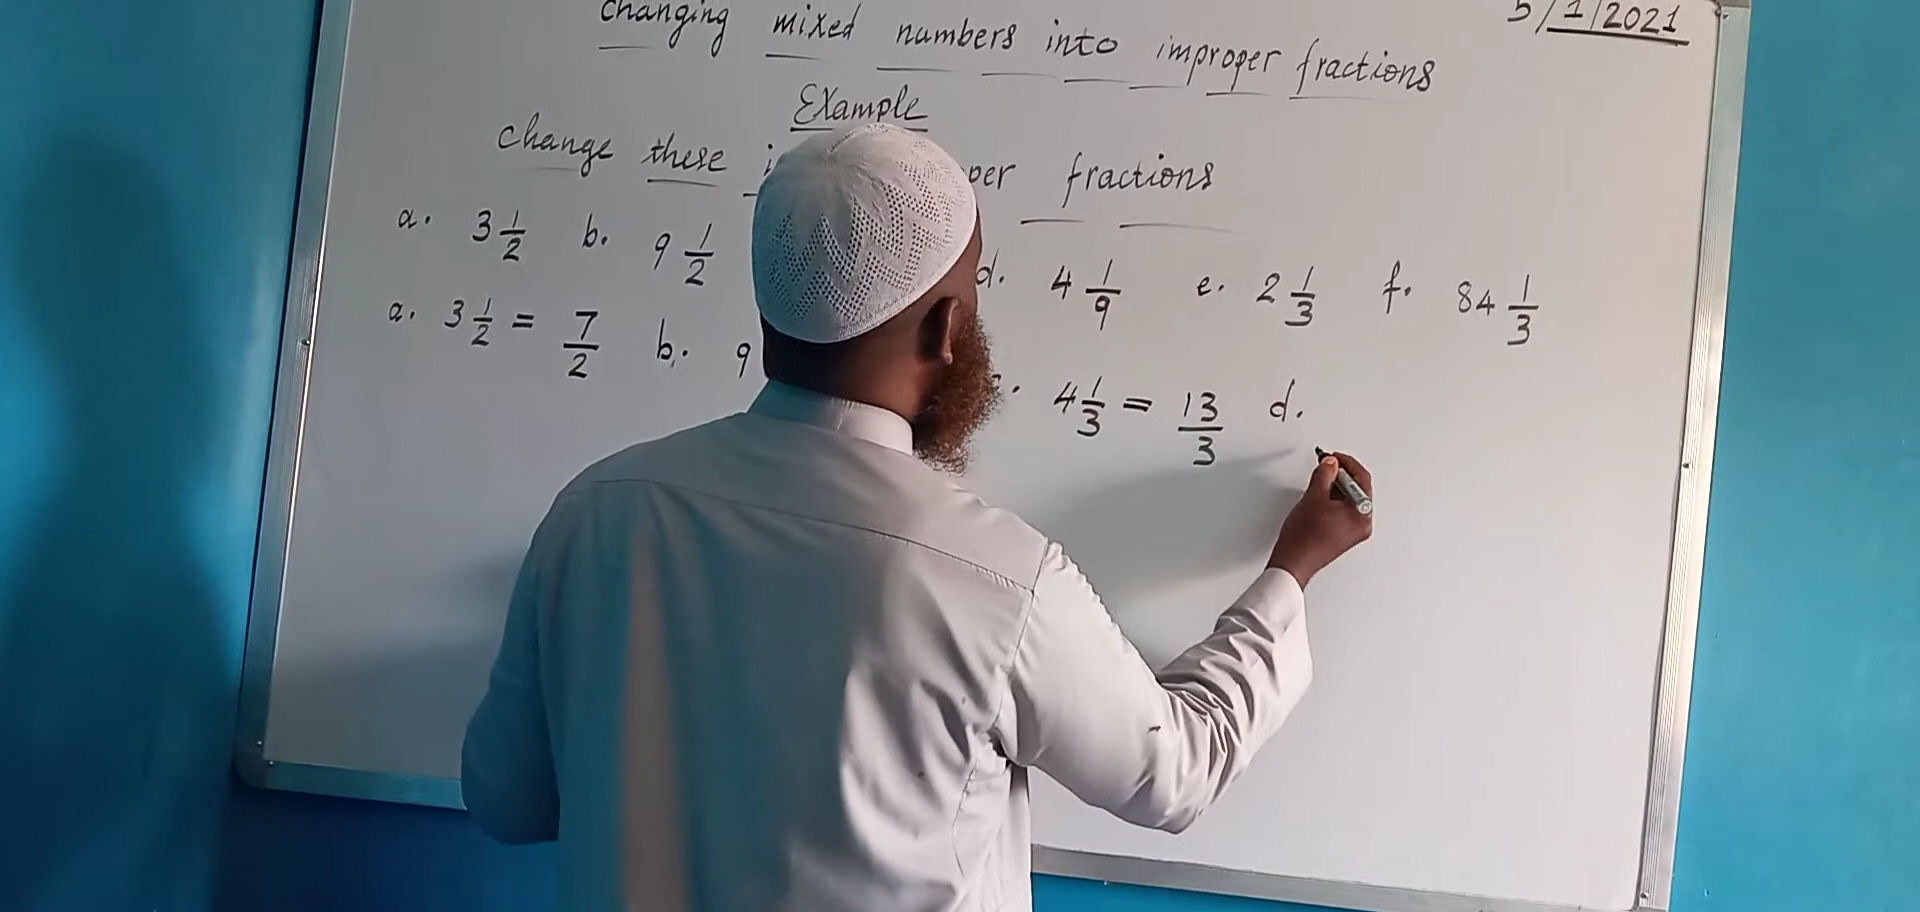 5/1/2021
changing mixed numbers into improper fractions
Example
change these fractions
a. 3 1/2 b. 9 1/2 d. 4 1/9 e. 2 1/3 f. 84 1/3
a. 3 1/2 = 7/2 b. 9 4 1/3 = 13/3 d.